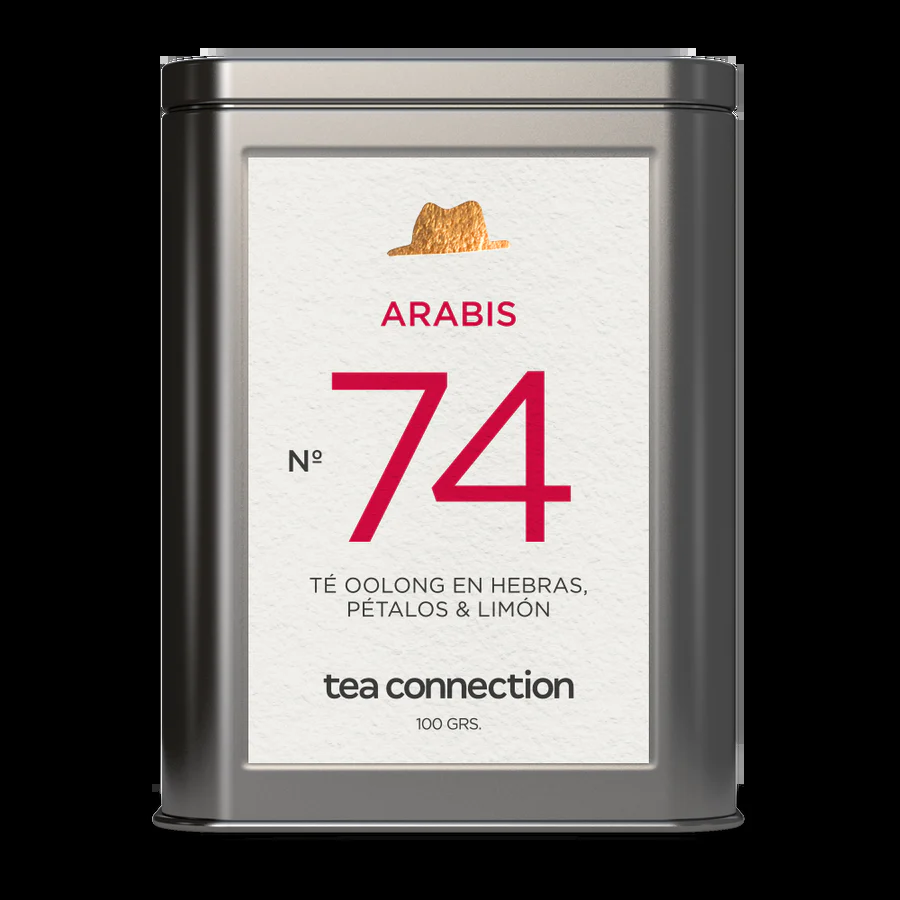 ARABIS
Nº 74
TÉ OOLONG EN HEBRAS,
PÉTALOS & LIMÓN
tea connection
100 GRS.